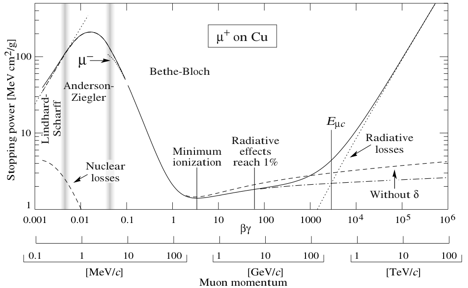 μ⁺ on Cu
Stopping power [MeV cm²/g]
100
10
1
Lindhard-
Scharff
Anderson-
Ziegler
μ⁻
Bethe-Bloch
Nuclear
losses
Minimum
ionization
Radiative
effects
reach 1%
Eμc
Radiative
losses
Without δ
0.001
0.01
0.1
1
10
100
1000
10⁴
10⁵
10⁶
βγ
0.1
1
10
100
1
10
100
1
10
100
[MeV/c]
[GeV/c]
[TeV/c]
Muon momentum